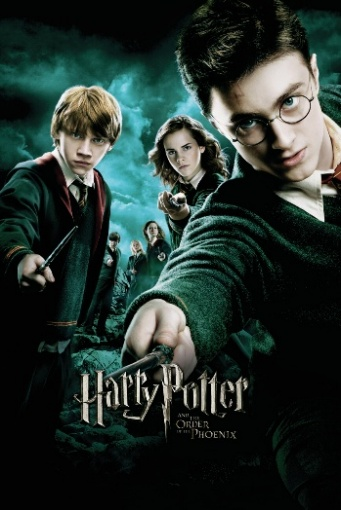 Harry Potter
AND THE
ORDER
OF THE
PHOENIX